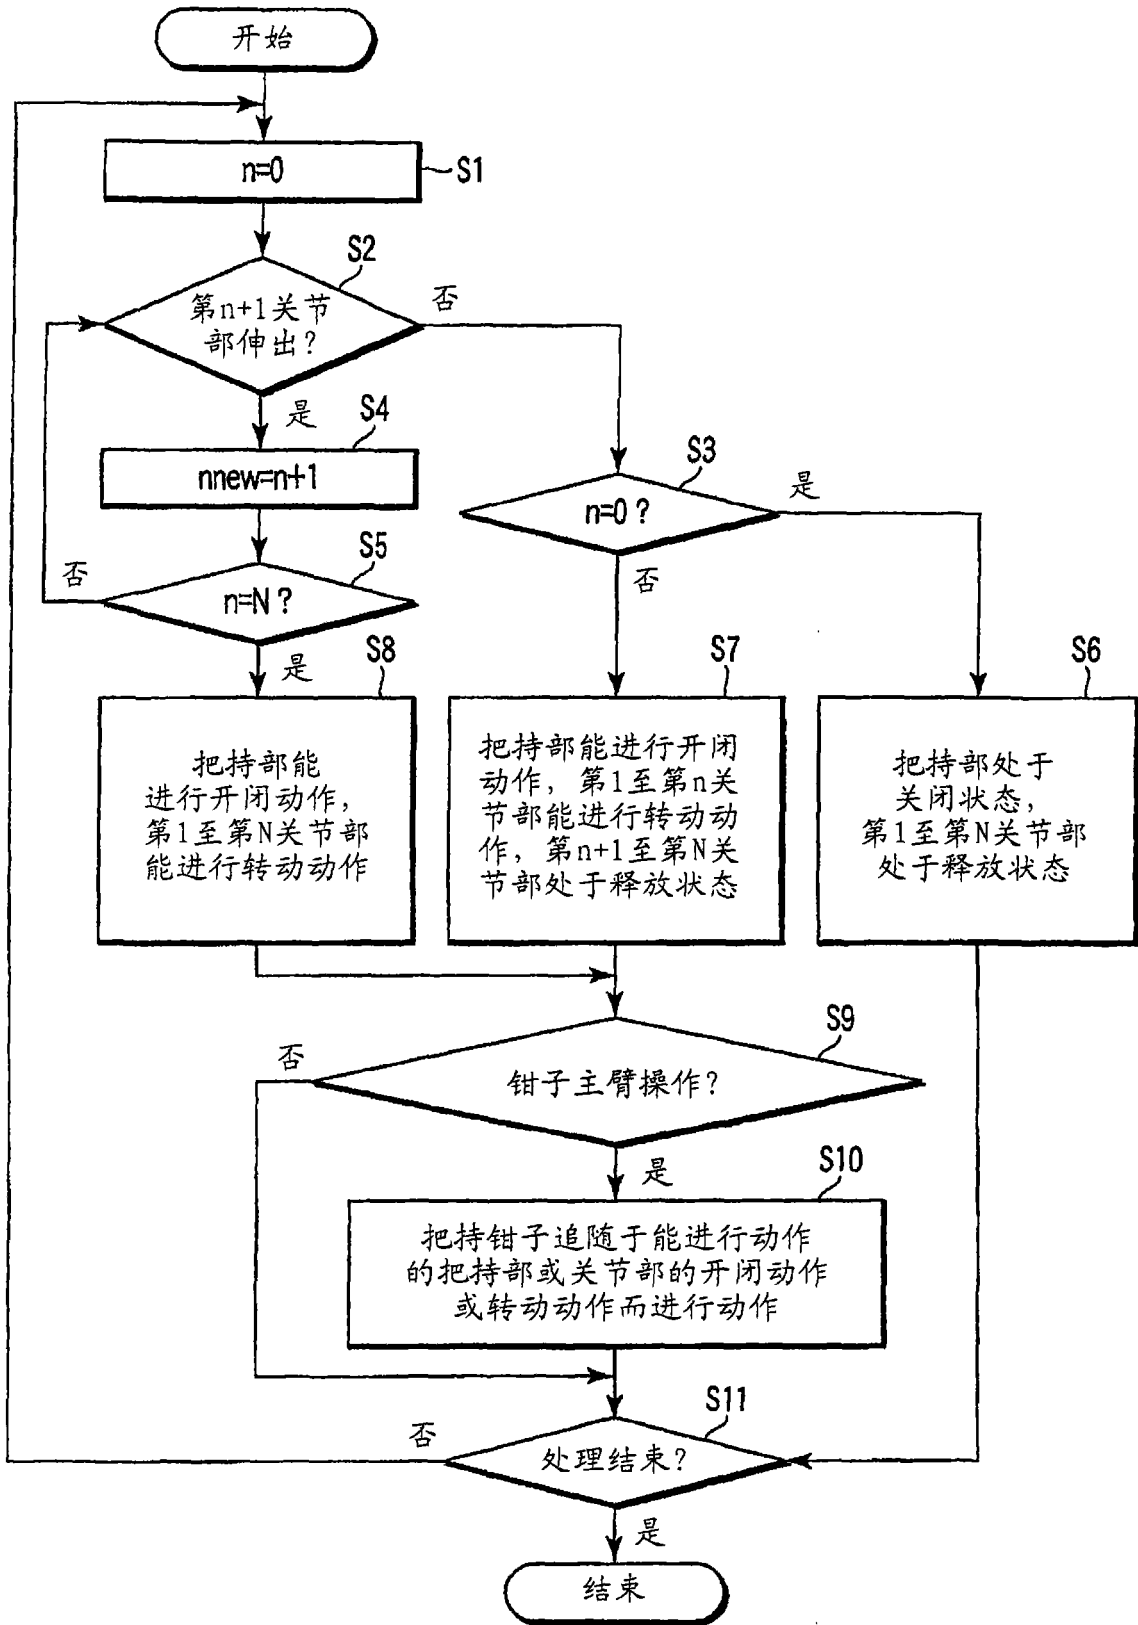 开始
n=0
S1
S2
第n+1关节
部伸出?
否
是
S4
nnew=n+1
S3
n=0?
是
否
S5
n=N?
否
是
S8
把持部能
进行开闭动作,
第1至第N关节部
能进行转动动作
S7
把持部能进行开闭
动作, 第1至第n关
节部能进行转动动
作, 第n+1至第N关
节部处于释放状态
S6
把持部处于
关闭状态,
第1至第N关节部
处于释放状态
S9
钳子主臂操作?
否
是
S10
把持钳子追随于能进行动作
的把持部或关节部的开闭动作
或转动动作而进行动作
S11
处理结束?
否
是
结束